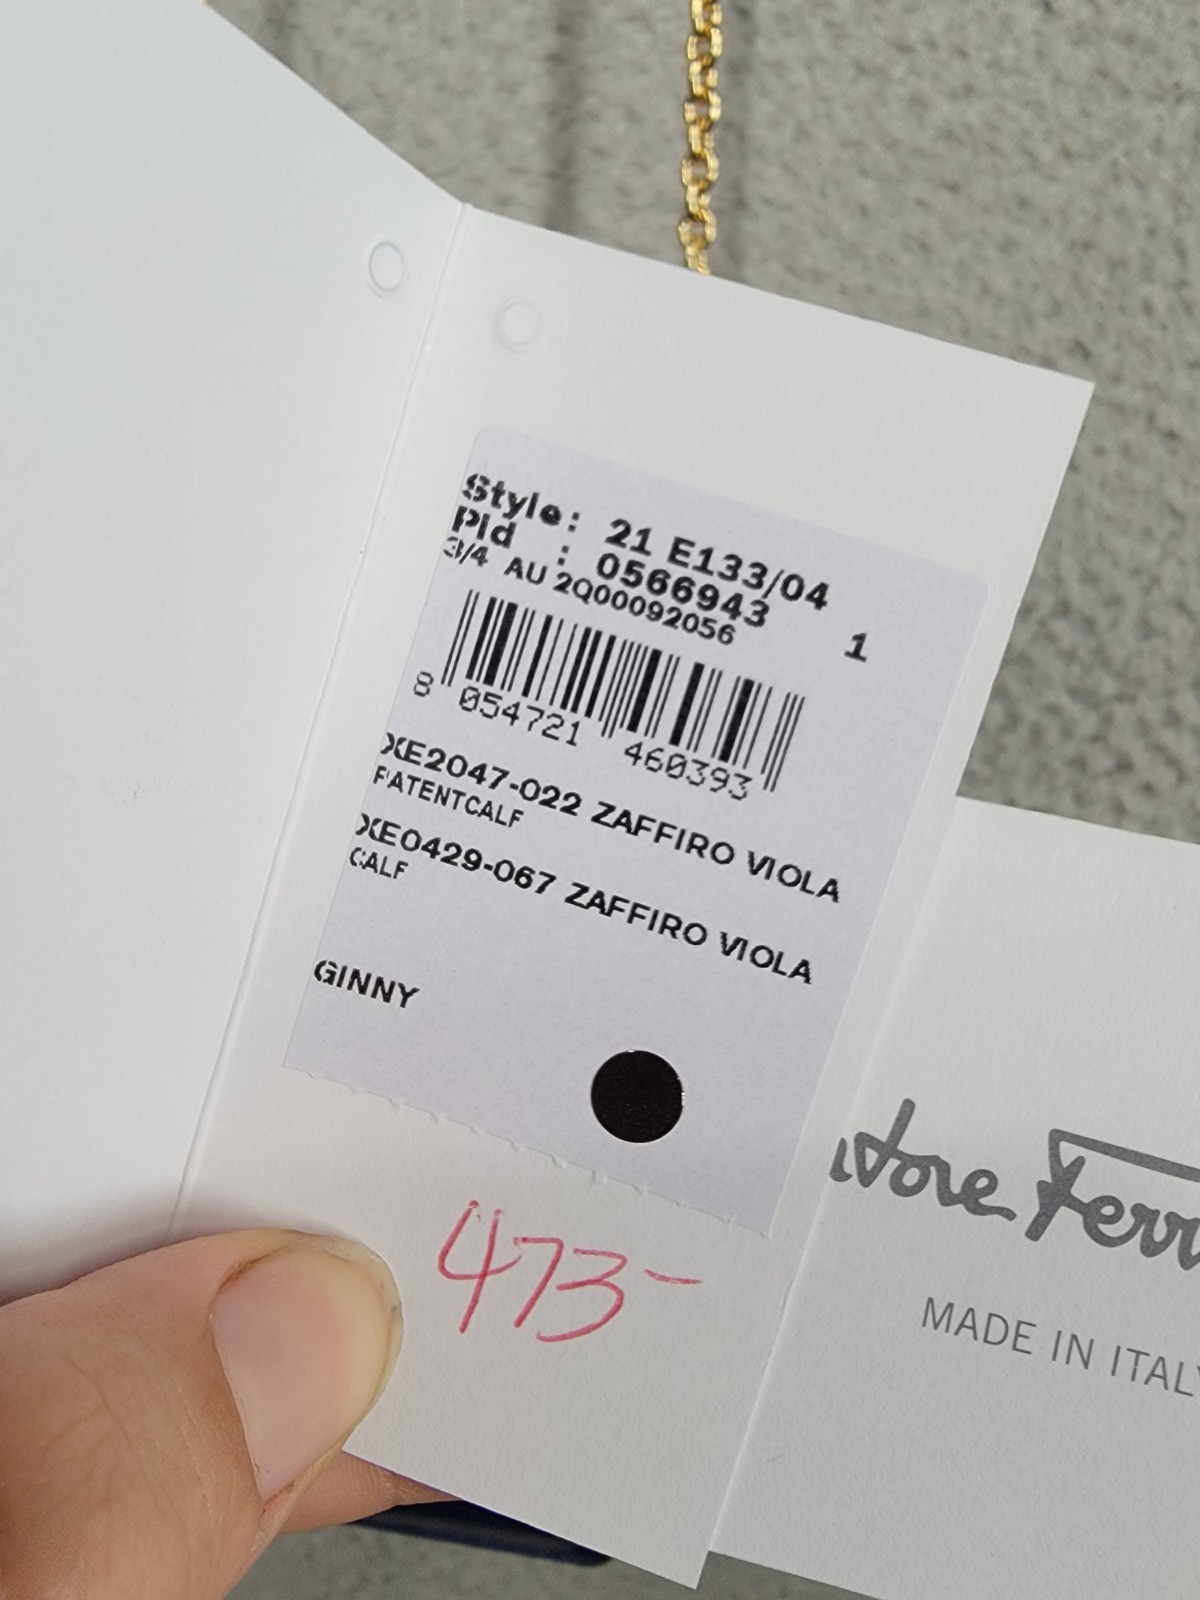 Style: 21 E133/04
Pid : 0566943 1
3/4 AU 2Q00092056
8 054721 460393
XE2047-022 ZAFFIRO VIOLA
PATENTCALF
XE0429-067 ZAFFIRO VIOLA
CALF
GINNY
473-
MADE IN ITALY